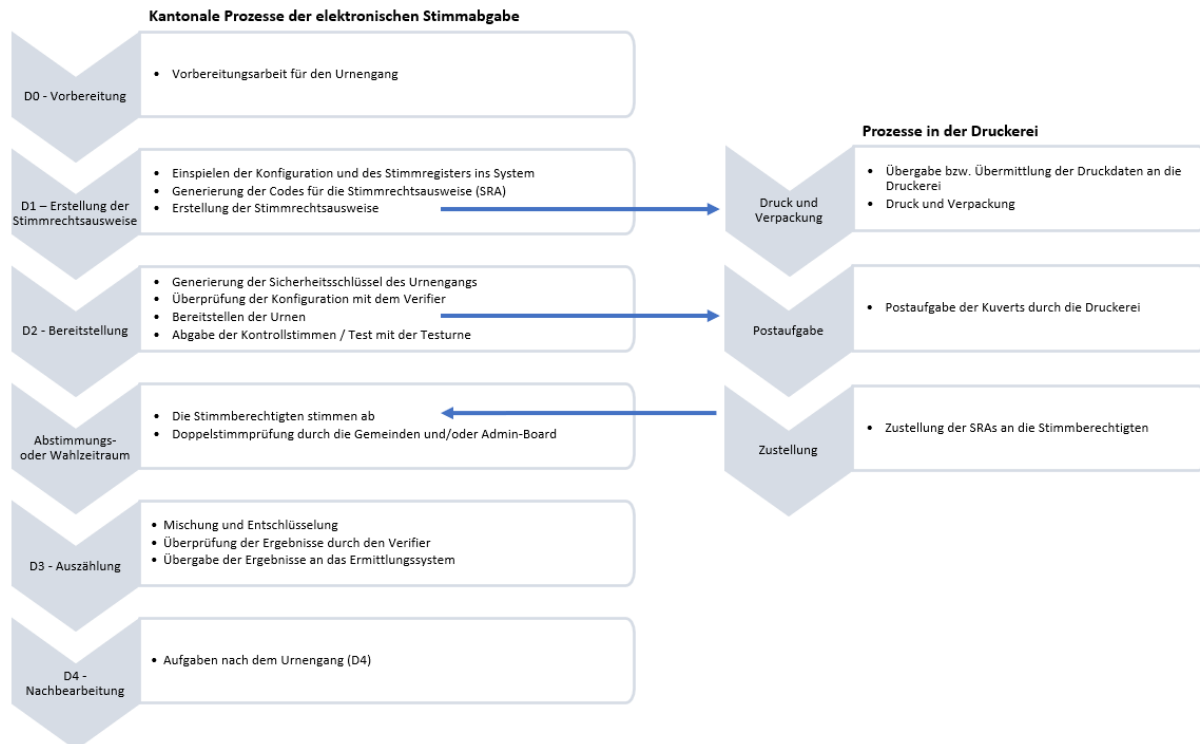 Kantonale Prozesse der elektronischen Stimmabgabe
D0 - Vorbereitung
• Vorbereitungsarbeit für den Urnengang
D1 – Erstellung der
Stimmrechtsausweise
• Einspielen der Konfiguration und des Stimmregisters ins System
• Generierung der Codes für die Stimmrechtsausweise (SRA)
• Erstellung der Stimmrechtsausweise
D2 - Bereitstellung
• Generierung der Sicherheitsschlüssel des Urnengangs
• Überprüfung der Konfiguration mit dem Verifier
• Bereitstellen der Urnen
• Abgabe der Kontrollstimmen / Test mit der Testurne
Abstimmungs-
oder Wahlzeitraum
• Die Stimmberechtigten stimmen ab
• Doppelstimmprüfung durch die Gemeinden und/oder Admin-Board
D3 - Auszählung
• Mischung und Entschlüsselung
• Überprüfung der Ergebnisse durch den Verifier
• Übergabe der Ergebnisse an das Ermittlungssystem
D4 -
Nachbearbeitung
• Aufgaben nach dem Urnengang (D4)
Prozesse in der Druckerei
Druck und
Verpackung
• Übergabe bzw. Übermittlung der Druckdaten an die
Druckerei
• Druck und Verpackung
Postaufgabe
• Postaufgabe der Kuverts durch die Druckerei
Zustellung
• Zustellung der SRAs an die Stimmberechtigten